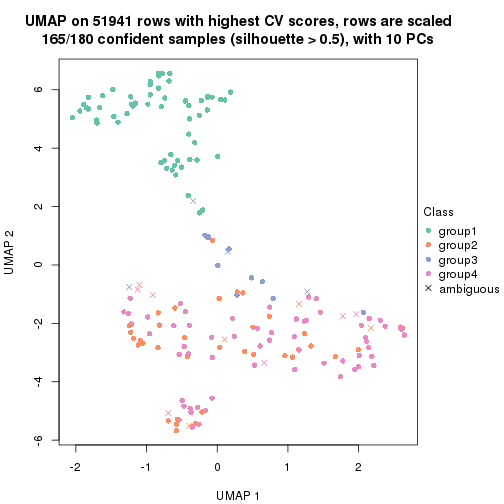 UMAP on 51941 rows with highest CV scores, rows are scaled
165/180 confident samples (silhouette > 0.5), with 10 PCs
6
4
2
0
-2
-4
-6
UMAP 2
-2
-1
0
1
2
UMAP 1
Class
group1
group2
group3
group4
ambiguous